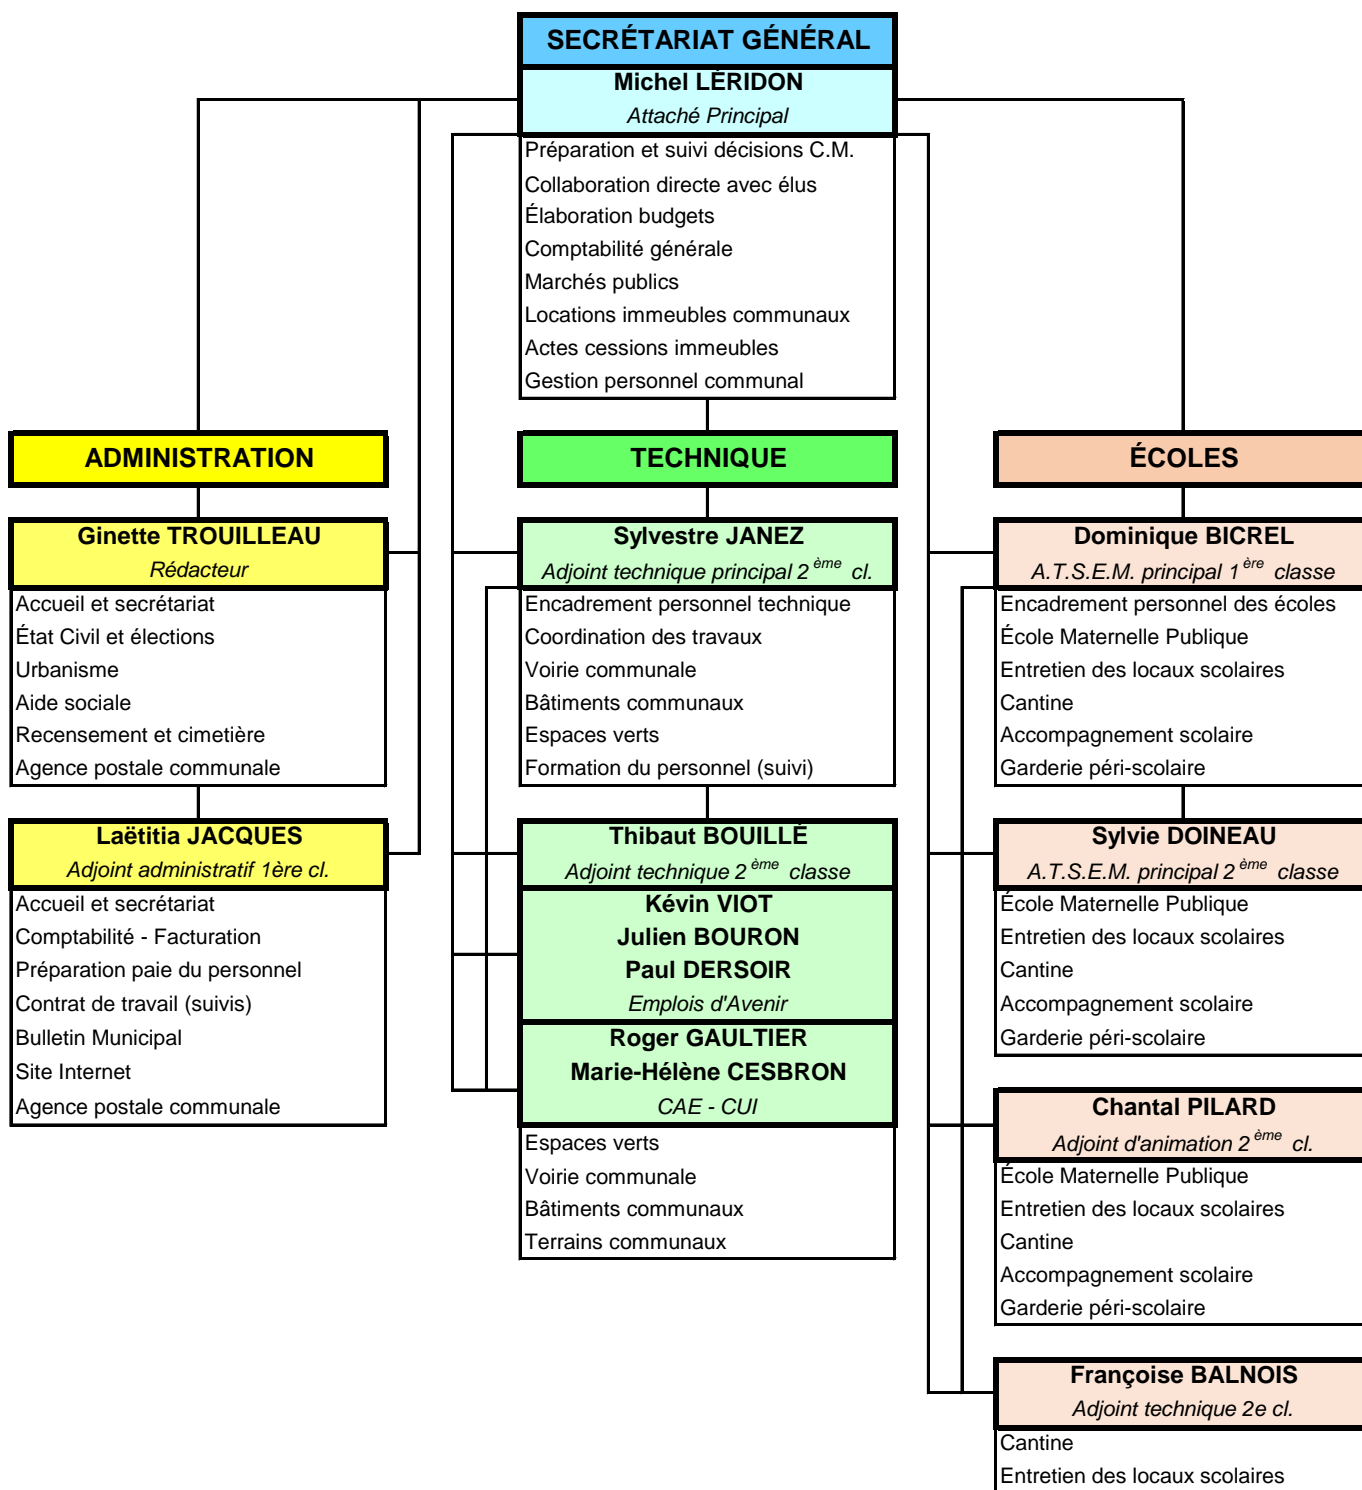 SECRÉTARIAT GÉNÉRAL
Michel LÉRIDON
Attaché Principal
Préparation et suivi décisions C.M.
Collaboration directe avec élus
Élaboration budgets
Comptabilité générale
Marchés publics
Locations immeubles communaux
Actes cessions immeubles
Gestion personnel communal
ADMINISTRATION
Ginette TROUILLEAU
Rédacteur
Accueil et secrétariat
État Civil et élections
Urbanisme
Aide sociale
Recensement et cimetière
Agence postale communale
Laëtitia JACQUES
Adjoint administratif 1ère cl.
Accueil et secrétariat
Comptabilité - Facturation
Préparation paie du personnel
Contrat de travail (suivis)
Bulletin Municipal
Site Internet
Agence postale communale
TECHNIQUE
Sylvestre JANEZ
Adjoint technique principal 2 ème cl.
Encadrement personnel technique
Coordination des travaux
Voirie communale
Bâtiments communaux
Espaces verts
Formation du personnel (suivi)
Thibaut BOUILLÉ
Adjoint technique 2 ème classe
Kévin VIOT
Julien BOURON
Paul DERSOIR
Emplois d'Avenir
Roger GAULTIER
Marie-Hélène CESBRON
CAE - CUI
Espaces verts
Voirie communale
Bâtiments communaux
Terrains communaux
ÉCOLES
Dominique BICREL
A.T.S.E.M. principal 1 ère classe
Encadrement personnel des écoles
École Maternelle Publique
Entretien des locaux scolaires
Cantine
Accompagnement scolaire
Garderie péri-scolaire
Sylvie DOINEAU
A.T.S.E.M. principal 2 ème classe
École Maternelle Publique
Entretien des locaux scolaires
Cantine
Accompagnement scolaire
Garderie péri-scolaire
Chantal PILARD
Adjoint d'animation 2 ème cl.
École Maternelle Publique
Entretien des locaux scolaires
Cantine
Accompagnement scolaire
Garderie péri-scolaire
Françoise BALNOIS
Adjoint technique 2e cl.
Cantine
Entretien des locaux scolaires